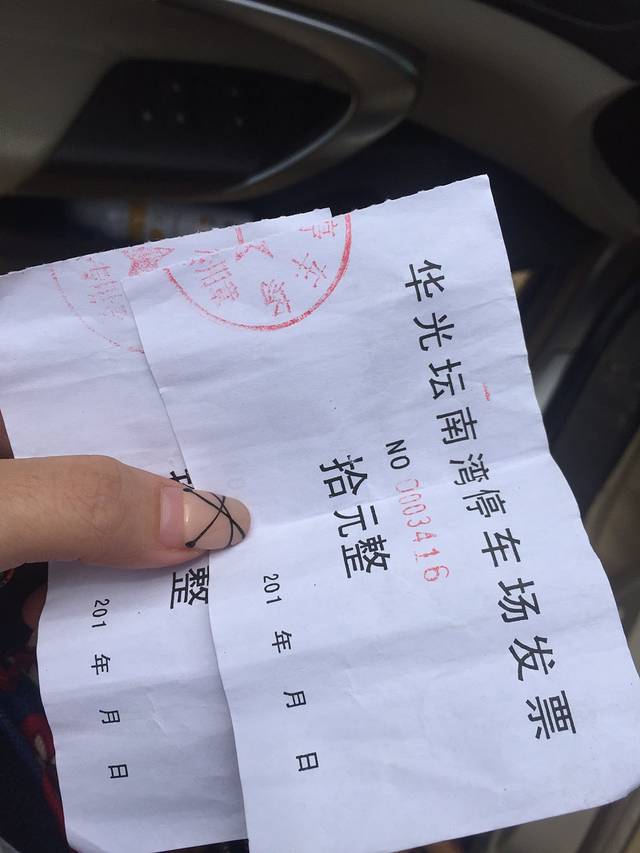 华光坛南湾停车场发票
NO 0003416
拾元整
201 年 月 日
整
201 年 月 日